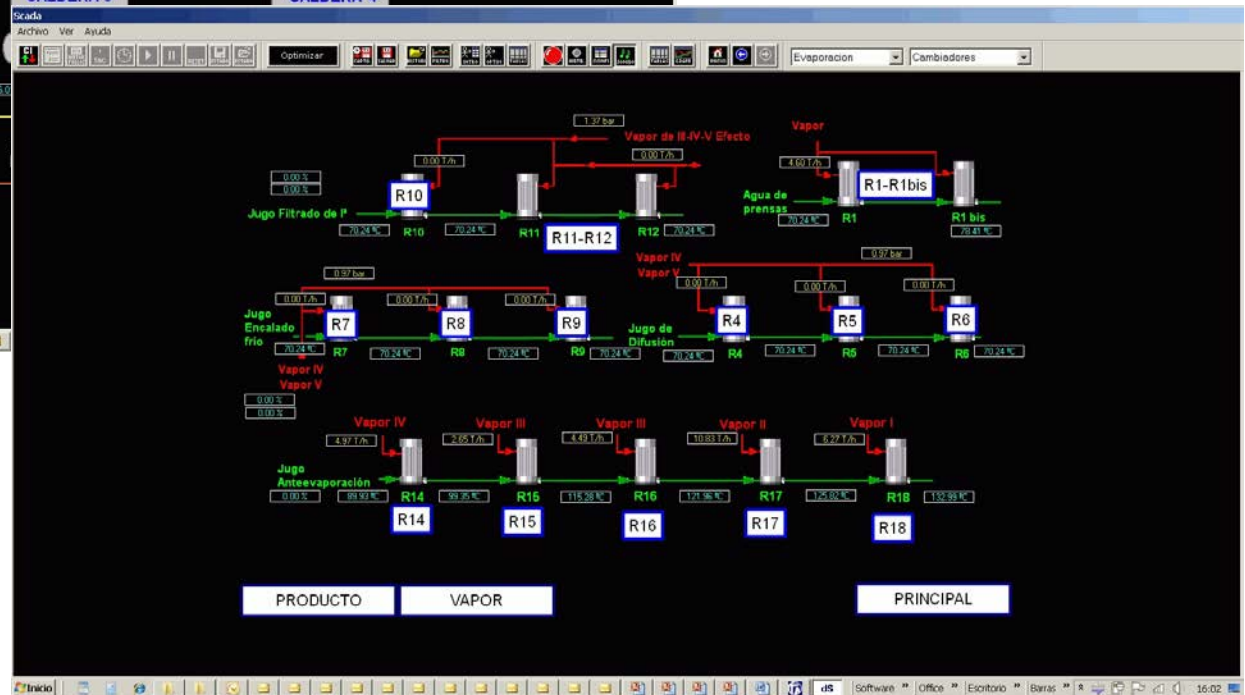 CALDERA 4
Scada
Archivo Ver Ayuda
Optimizar
Evaporacion
Cambiadores
1.37 bar
Vapor de III-IV-V Efecto
Vapor
0.00 T/h
0.00 T/h
4.60 T/h
0.00 %
0.00 %
R10
R1-R1bis
Jugo Filtrado de Iª
Agua de
prensas
70.24 ºC
R10
70.24 ºC
R11
R11-R12
R12
70.24 ºC
70.24 ºC
R1
R1 bis
78.41 ºC
0.97 bar
Vapor IV
Vapor V
0.97 bar
0.00 T/h
0.00 T/h
0.00 T/h
0.00 T/h
0.00 T/h
0.00 T/h
Jugo
Encalado
frio
R7
R8
R9
Jugo de
Difusión
R4
R5
R6
70.24 ºC
R7
70.24 ºC
R8
70.24 ºC
R9
70.24 ºC
70.24 ºC
R4
70.24 ºC
R5
70.24 ºC
R6
70.24 ºC
Vapor IV
Vapor V
0.00 %
0.00 %
Vapor IV
Vapor III
Vapor III
Vapor II
Vapor I
4.97 T/h
2.65 T/h
4.49 T/h
10.83 T/h
6.27 T/h
Jugo
Anteevaporación
0.00 %
89.93 ºC
R14
99.35 ºC
R15
115.28 ºC
R16
121.96 ºC
R17
125.82 ºC
R18
132.99 ºC
R14
R15
R16
R17
R18
PRODUCTO
VAPOR
PRINCIPAL
Inicio
dS
Software
Office
Escritorio
Barras
16:02